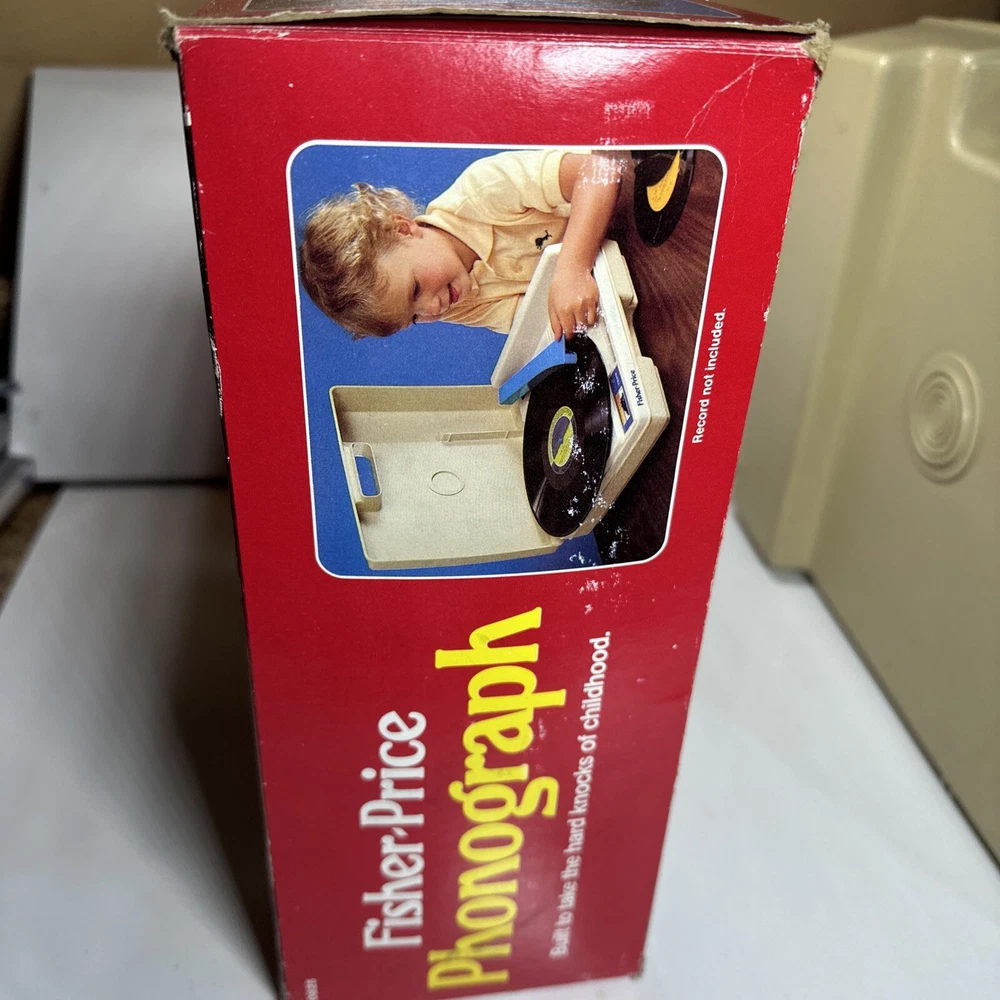 Fisher-Price
Phonograph
Built to take the hard knocks of childhood.
Fisher-Price
Record not included.